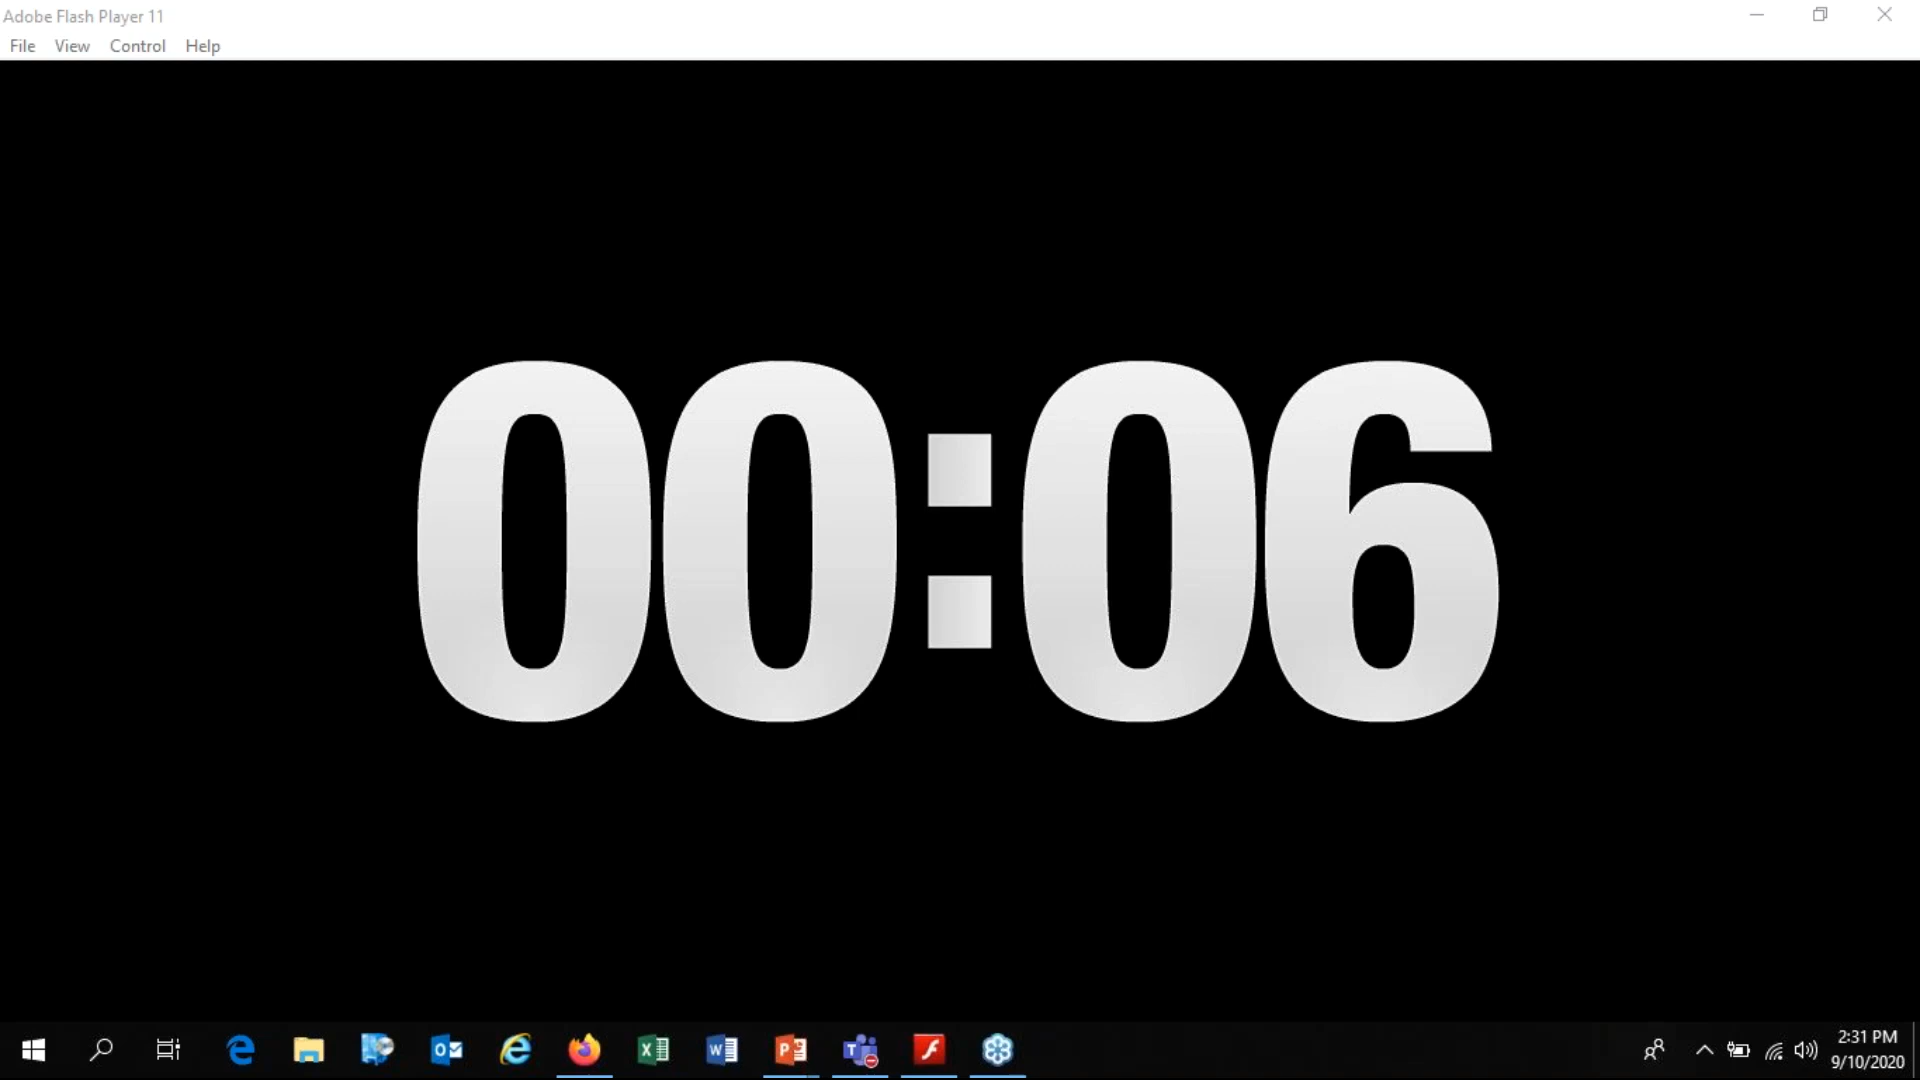 Adobe Flash Player 11
File View Control Help
00:06
2:31 PM
9/10/2020